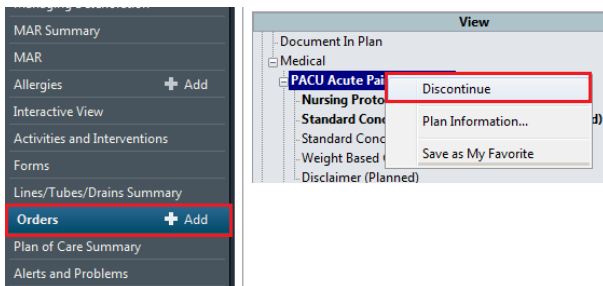 MAR Summary
MAR
Allergies + Add
Interactive View
Activities and Interventions
Forms
Lines/Tubes/Drains Summary
Orders + Add
Plan of Care Summary
Alerts and Problems
View
Document In Plan
Medical
PACU Acute Pai
Nursing Proto
Standard Conc d)
Standard Conc
Weight Based
Disclaimer (Planned)
Discontinue
Plan Information...
Save as My Favorite